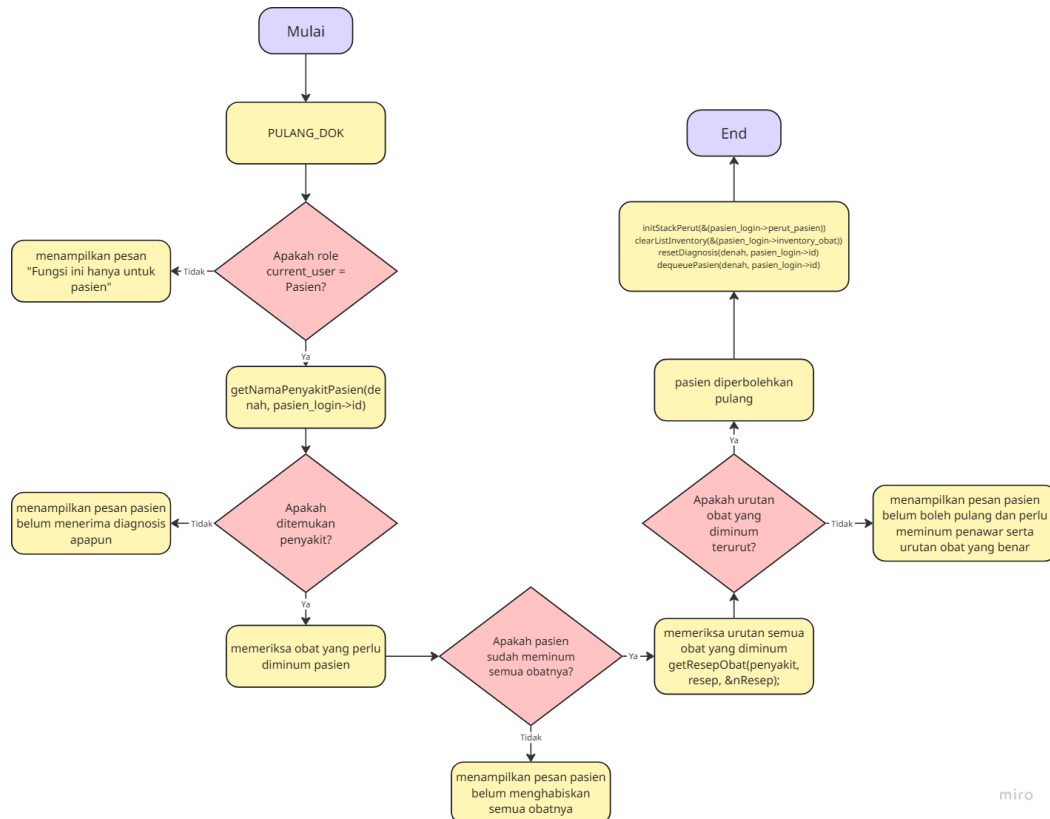 Mulai
PULANG_DOK
Apakah role
current_user =
Pasien?
Tidak
menampilkan pesan
"Fungsi ini hanya untuk
pasien"
Ya
getNamaPenyakitPasien(de
nah, pasien_login->id)
Apakah
ditemukan
penyakit?
Tidak
menampilkan pesan pasien
belum menerima diagnosis
apapun
Ya
memeriksa obat yang perlu
diminum pasien
Apakah pasien
sudah meminum
semua obatnya?
Tidak
menampilkan pesan pasien
belum menghabiskan
semua obatnya
Ya
memeriksa urutan semua
obat yang diminum
getResepObat(penyakit,
resep, &nResep);
Apakah urutan
obat yang
diminum
terurut?
Tidak
menampilkan pesan pasien
belum boleh pulang dan perlu
meminum penawar serta
urutan obat yang benar
Ya
pasien diperbolehkan
pulang
initStackPerut(&(pasien_login->perut_pasien))
clearListInventory(&(pasien_login->inventory_obat))
resetDiagnosis(denah, pasien_login->id)
dequeuePasien(denah, pasien_login->id)
End
miro